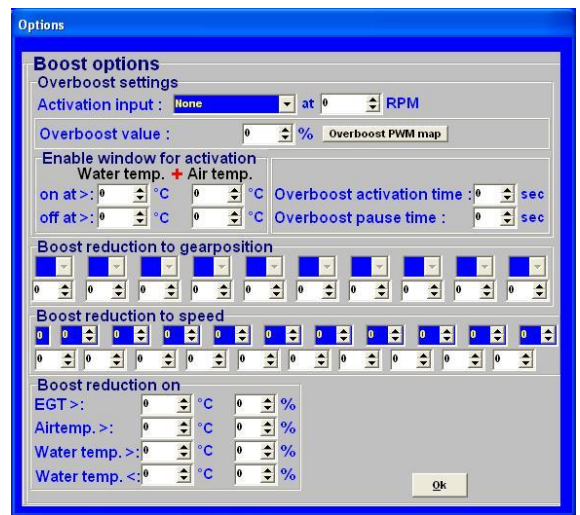 Options
Boost options
Overboost settings
Activation input : None at 0 RPM
Overboost value : 0 % Overboost PWM map
Enable window for activation
Water temp. + Air temp.
on at >: 0 °C 0 °C Overboost activation time : 0 sec
off at >: 0 °C 0 °C Overboost pause time : 0 sec
Boost reduction to gearposition
0 0 0 0 0 0 0 0 0 0
Boost reduction to speed
0 0 0 0 0 0 0 0 0 0 0
0 0 0 0 0 0 0 0 0 0
Boost reduction on
EGT >: 0 °C 0 %
Airtemp. >: 0 °C 0 %
Water temp. >: 0 °C 0 %
Water temp. <: 0 °C 0 %
Ok